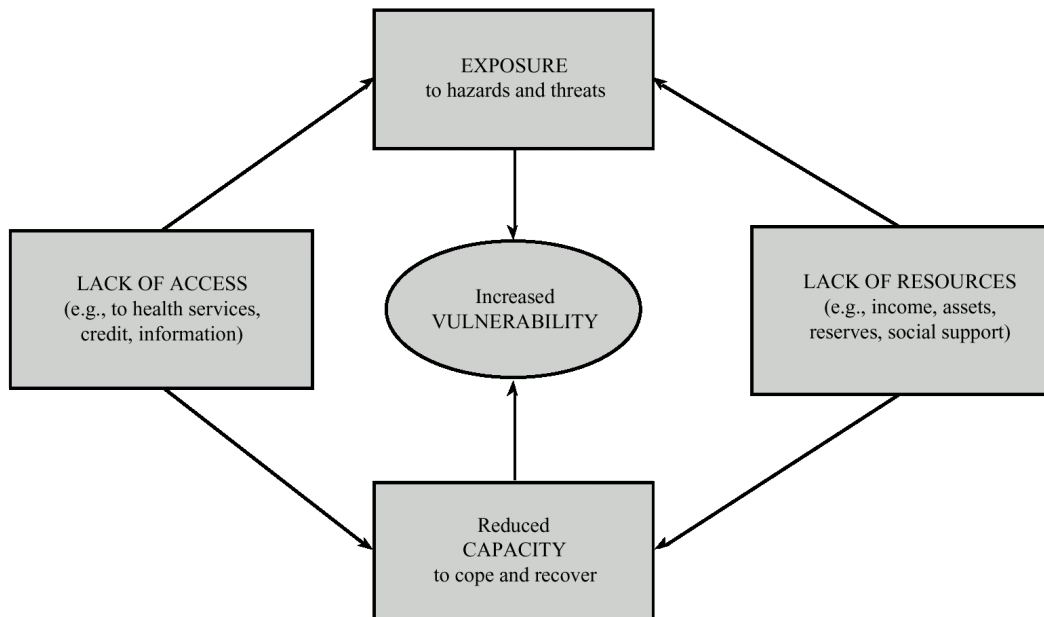 EXPOSURE
to hazards and threats
LACK OF ACCESS
(e.g., to health services,
credit, information)
Increased
VULNERABILITY
LACK OF RESOURCES
(e.g., income, assets,
reserves, social support)
Reduced
CAPACITY
to cope and recover